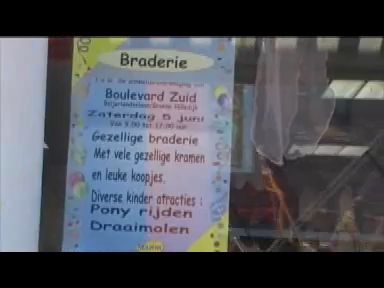 Braderie
Boulevard Zuid
Zaterdag 5 juni
Van 9.00 tot 17.00 uur
Gezellige braderie
Met vele gezellige kramen
en leuke koopjes.
Diverse kinder atracties :
Pony rijden
Draaimolen